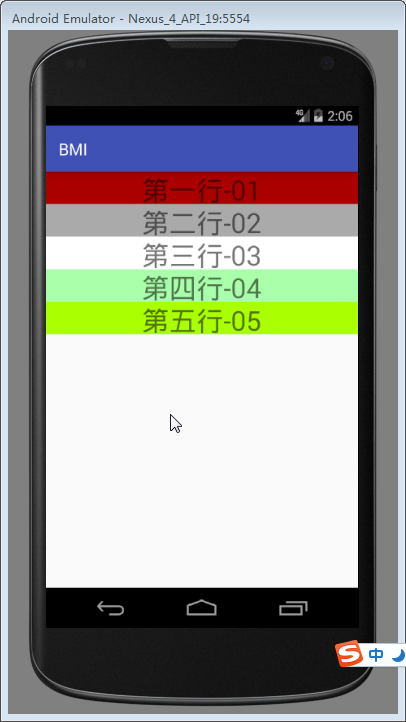 Android Emulator - Nexus_4_API_19:5554
4G 2:06
BMI
第一行-01
第二行-02
第三行-03
第四行-04
第五行-05
S 中